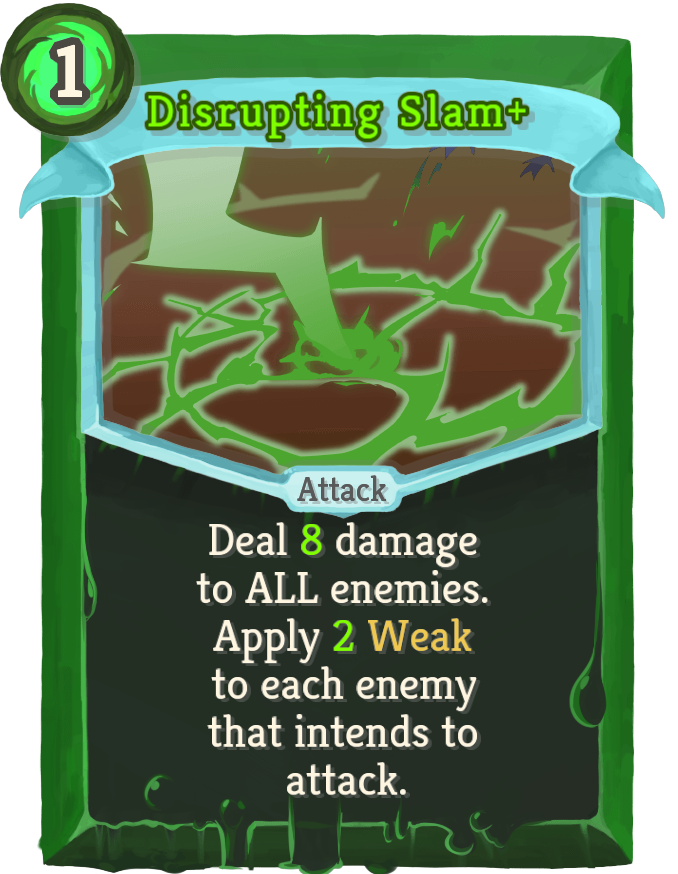 1
Disrupting Slam+
Attack
Deal 8 damage
to ALL enemies.
Apply 2 Weak
to each enemy
that intends to
attack.